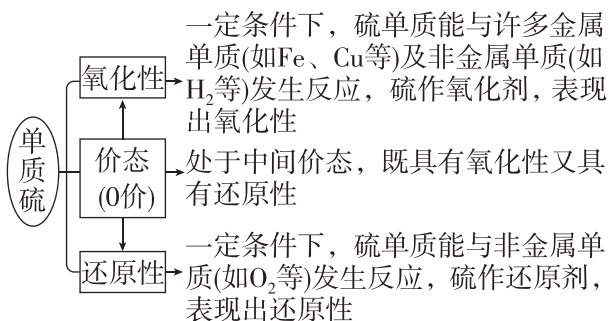 一定条件下，硫单质能与许多金属
单质(如Fe、Cu等)及非金属单质(如
H₂等)发生反应，硫作氧化剂，表现
出氧化性
氧化性
单质硫
价态
(0价)
处于中间价态，既具有氧化性又具
有还原性
一定条件下，硫单质能与非金属单
质(如O₂等)发生反应，硫作还原剂，
表现出还原性
还原性